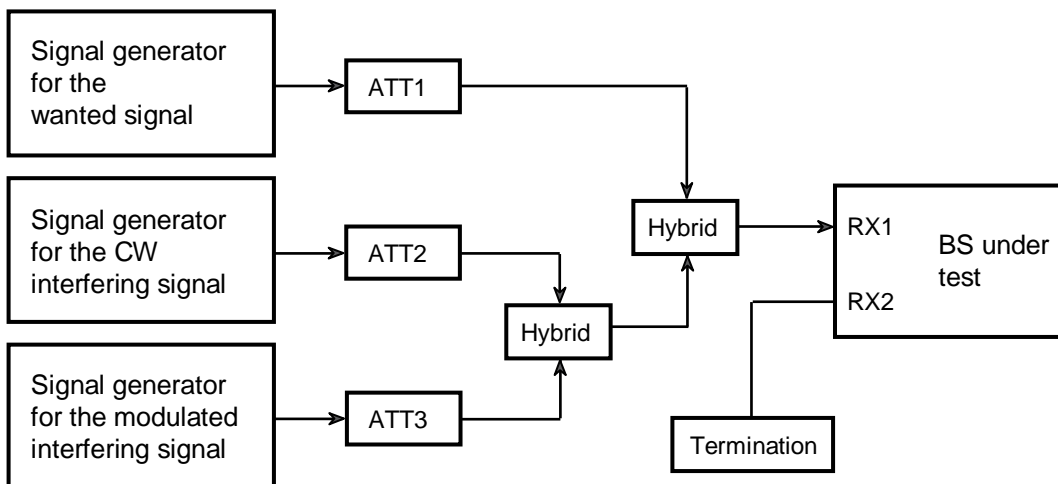 Signal generator
for the
wanted signal
ATT1
Signal generator
for the CW
interfering signal
ATT2
Signal generator
for the modulated
interfering signal
ATT3
Hybrid
Hybrid
RX1
RX2
BS under
test
Termination